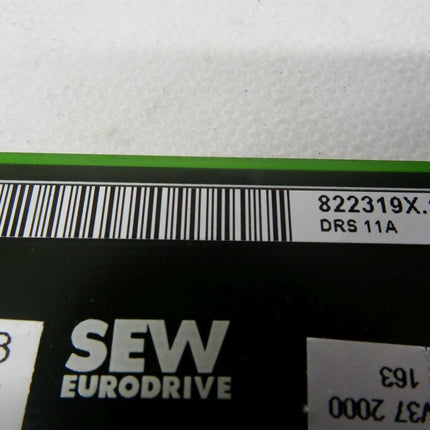 822319X.
DRS 11A
SEW
EURODRIVE
163
W37 2000